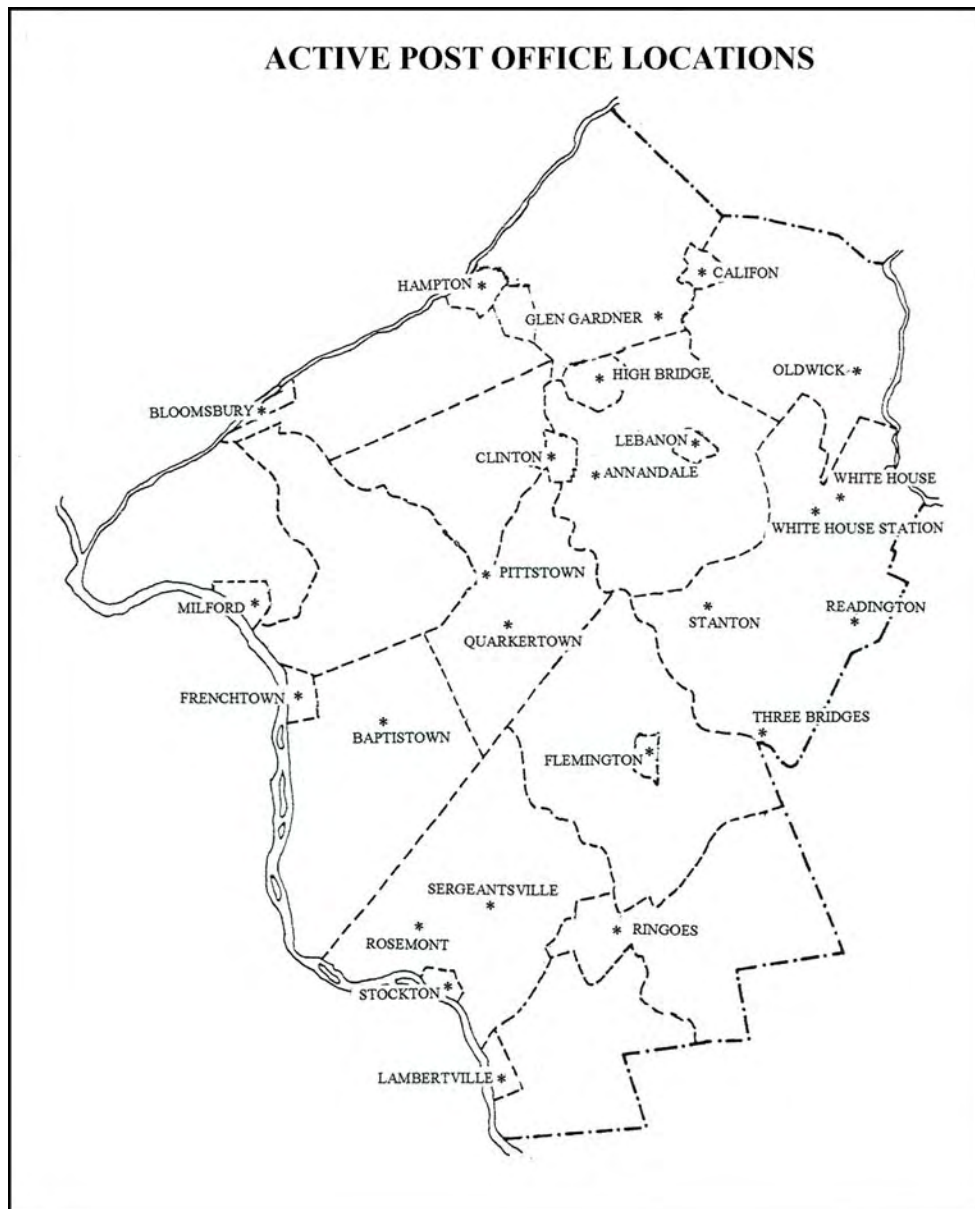 ACTIVE POST OFFICE LOCATIONS
CALIFON
HAMPTON
GLEN GARDNER
OLDWICK
HIGH BRIDGE
BLOOMSBURY
LEBANON
CLINTON
ANNANDALE
WHITE HOUSE
WHITE HOUSE STATION
PITTSTOWN
MILFORD
STANTON
READINGTON
QUARKERTOWN
FRENCHTOWN
BAPTISTOWN
THREE BRIDGES
FLEMINGTON
SERGEANTSVILLE
ROSEMONT
RINGOES
STOCKTON
LAMBERTVILLE